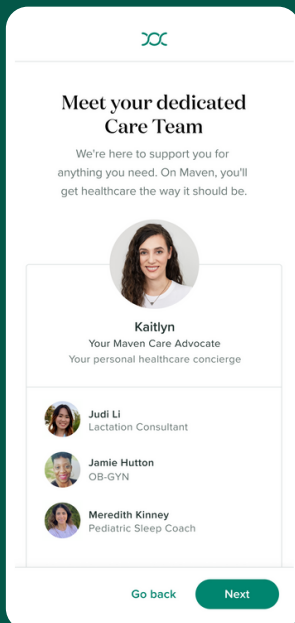 Meet your dedicated
Care Team
We're here to support you for
anything you need. On Maven, you'll
get healthcare the way it should be.
Kaitlyn
Your Maven Care Advocate
Your personal healthcare concierge
Judi Li
Lactation Consultant
Jamie Hutton
OB-GYN
Meredith Kinney
Pediatric Sleep Coach
Go back
Next